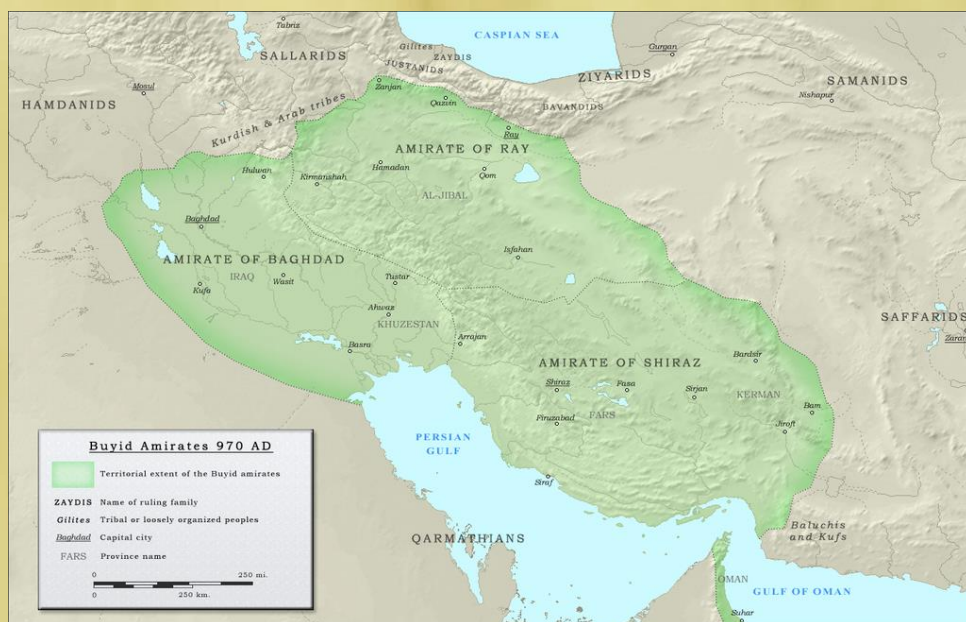 CASPIAN SEA
Tabriz
Gilites
ZAYDIS
Gurgan
SALLARIDS
JUSTANIDS
ZIYARIDS
SAMANIDS
Mosul
Zanjan
Nishapur
HAMDANIDS
Qazvin
BAVANDIDS
Kurdish & Arab tribes
Ray
AMIRATE OF RAY
Hulwan
Hamadan
Kirmanshah
Qom
AL-JIBAL
Baghdad
Isfahan
AMIRATE OF BAGHDAD
IRAQ
Wasit
Tustar
Kufa
Ahwaz
SAFFARIDS
KHUZESTAN
Zaran
Basra
Arrajan
Bardsir
AMIRATE OF SHIRAZ
Shiraz
Fasa
Sirjan
KERMAN
Bam
Firuzabad
FARS
Jiroft
PERSIAN
GULF
Siraf
Baluchis
and Kufs
QARMATHIANS
OMAN
GULF OF OMAN
Suhar
Buyid Amirates 970 AD
Territorial extent of the Buyid amirates
ZAYDIS Name of ruling family
Gilites Tribal or loosely organized peoples
Baghdad Capital city
FARS Province name
0 250 mi.
0 250 km.